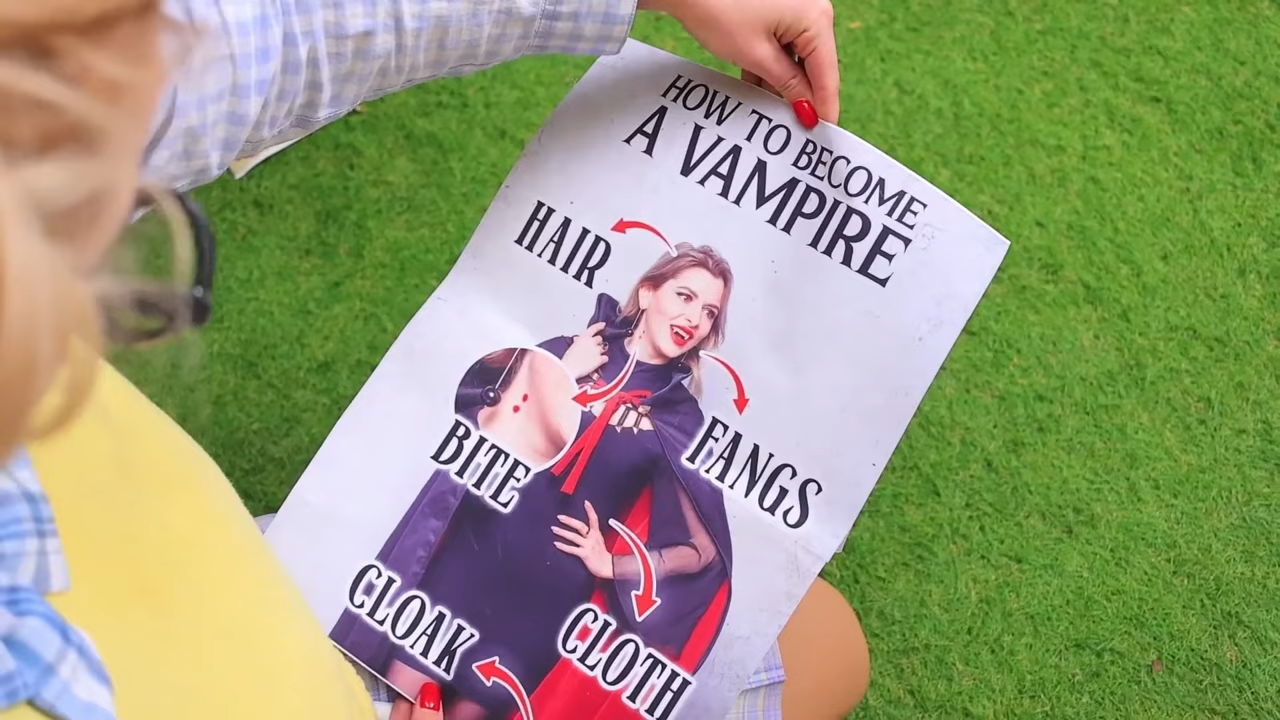 HOW TO BECOME
A VAMPIRE
HAIR
FANGS
BITE
CLOAK
CLOTH